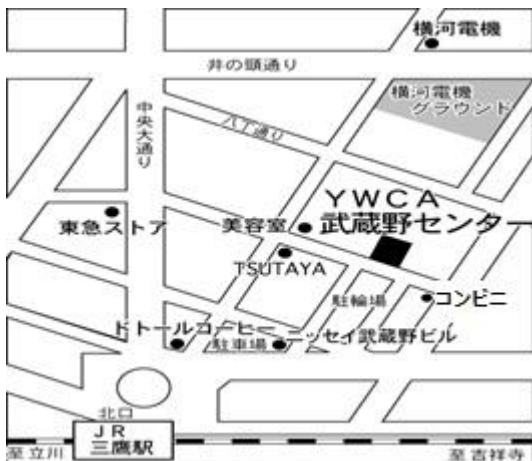 横河電機
井の頭通り
横河電機
グラウンド
中央大通り
八丁通り
YWCA
武蔵野センター
東急ストア
美容室
TSUTAYA
駐輪場
コンビニ
ドトールコーヒー
駐車場
ニッセイ武蔵野ビル
北口
JR
三鷹駅
至立川
至吉祥寺